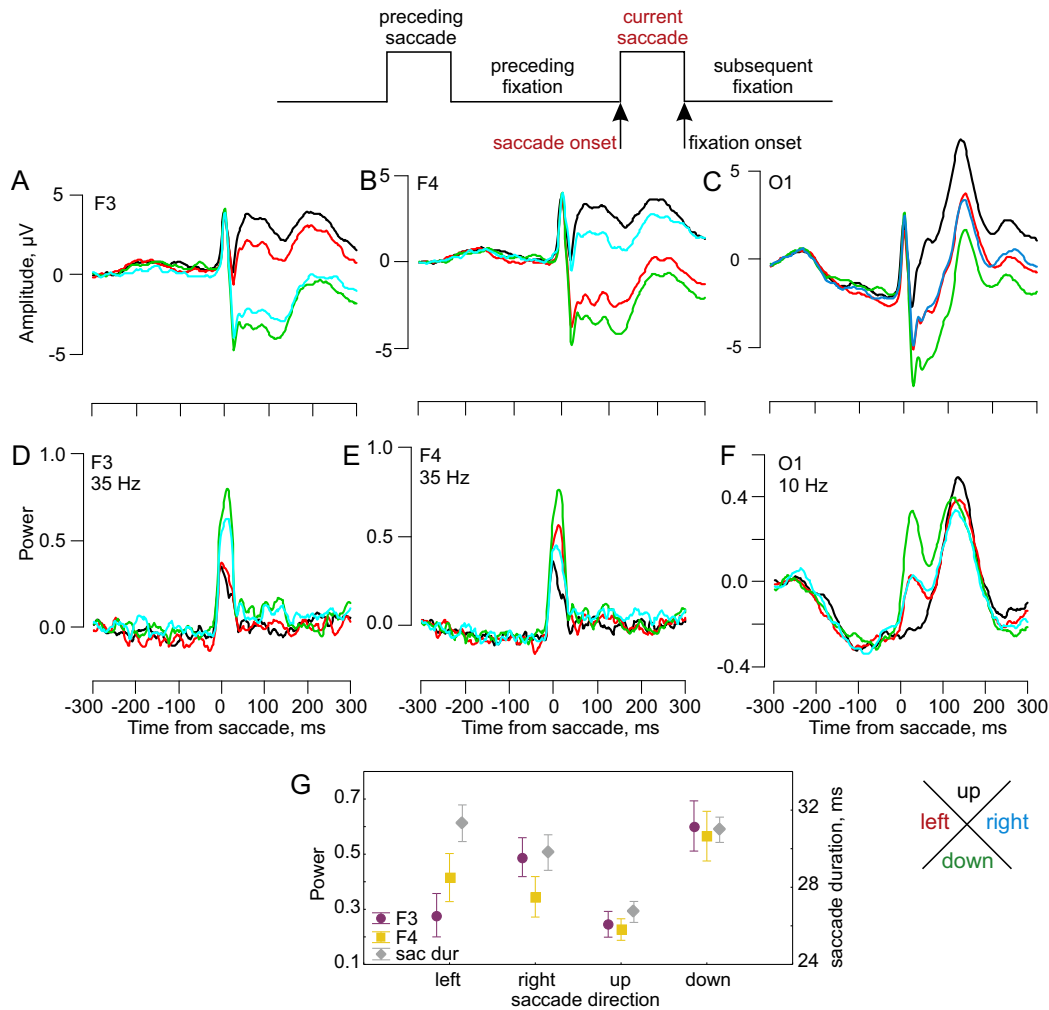 preceding
saccade
current
saccade
preceding
fixation
subsequent
fixation
saccade onset
fixation onset
A
F3
5
0
-5
Amplitude, µV
B
F4
5
0
-5
C
O1
5
0
-5
D
F3
35 Hz
1.0
0.5
0.0
Power
-300 -200 -100 0 100 200 300
Time from saccade, ms
E
F4
35 Hz
1.0
0.5
0.0
-300 -200 -100 0 100 200 300
Time from saccade, ms
F
O1
10 Hz
0.4
0.0
-0.4
-300 -200 -100 0 100 200 300
Time from saccade, ms
G
0.7
0.5
0.3
0.1
Power
F3
F4
sac dur
32
28
24
saccade duration, ms
left right up down
saccade direction
up
left right
down